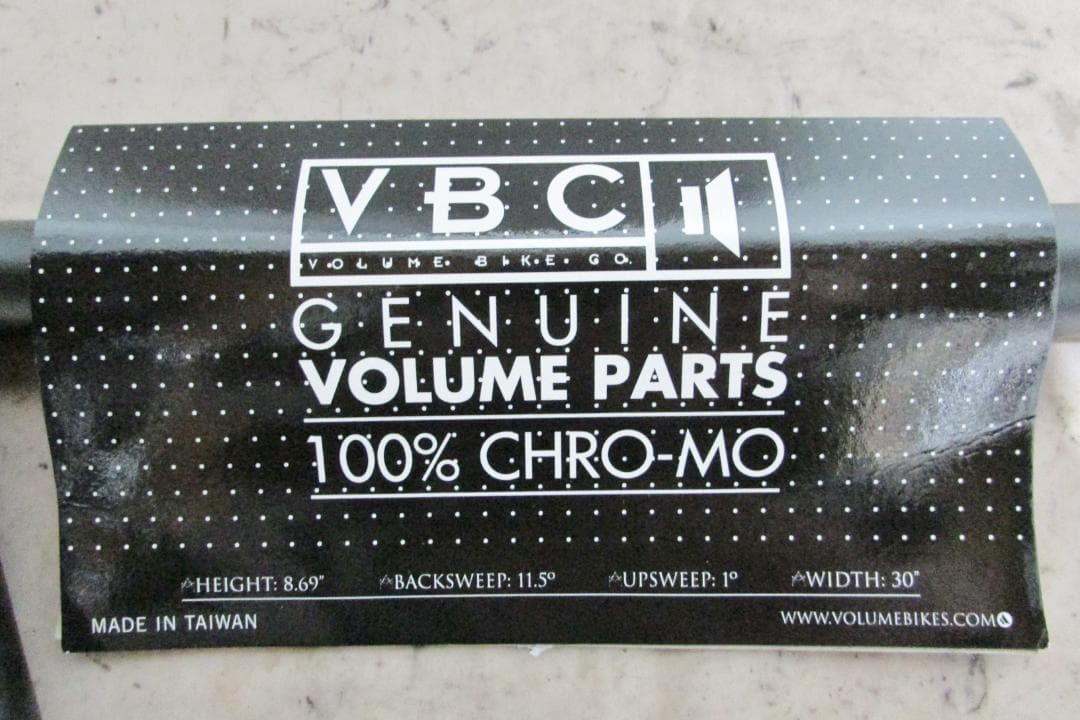 VBC
VOLUME BIKE CO.
GENUINE
VOLUME PARTS
100% CHRO-MO
HEIGHT: 8.69" BACKSWEEP: 11.5º UPSWEEP: 1º WIDTH: 30"
MADE IN TAIWAN WWW.VOLUMEBIKES.COM